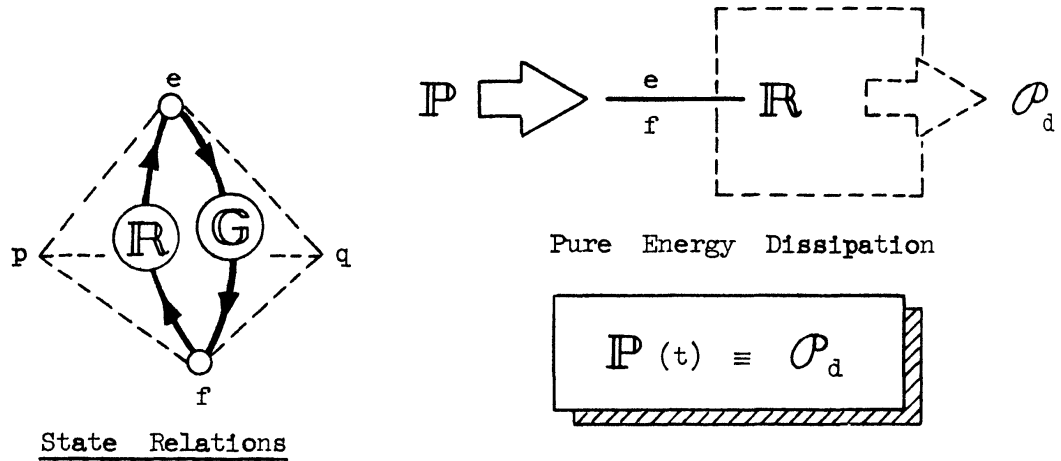 e
ℝ 𝔾
p q
f
State Relations
ℙ e ℝ 𝒫d
f
Pure Energy Dissipation
ℙ (t) ≡ 𝒫d